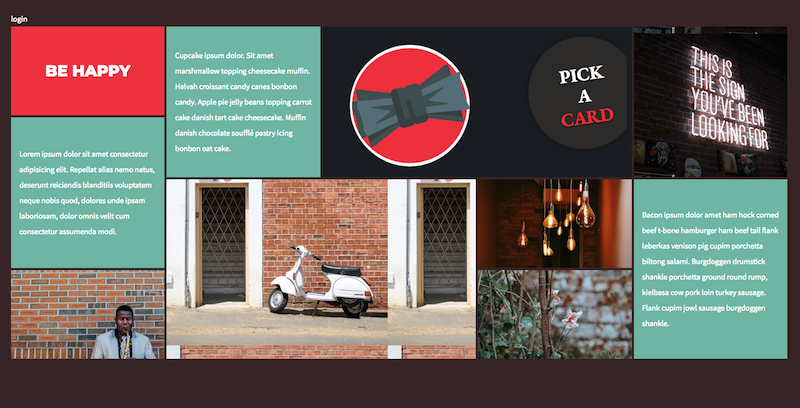 login
BE HAPPY
Cupcake ipsum dolor. Sit amet
marshmallow topping cheesecake muffin.
Halvah croissant candy canes bonbon
candy. Apple pie jelly beans topping carrot
cake danish tart cake cheesecake. Muffin
danish chocolate soufflé pastry icing
bonbon oat cake.
PICK
A
CARD
THIS IS
THE SIGN
YOU'VE BEEN
LOOKING FOR
Lorem ipsum dolor sit amet consectetur
adipisicing elit. Repellat alias nemo natus,
deserunt reiciendis blanditiis voluptatem
neque nobis quod, dolores unde ipsam
laboriosam, dolor omnis velit cum
consectetur assumenda modi.
Bacon ipsum dolor amet ham hock corned
beef t-bone hamburger ham beef tail flank
leberkas venison pig cupim porchetta
biltong salami. Burgdoggen drumstick
shankle porchetta ground round rump,
kielbasa cow pork loin turkey sausage.
Flank cupim jowl sausage burgdoggen
shankle.